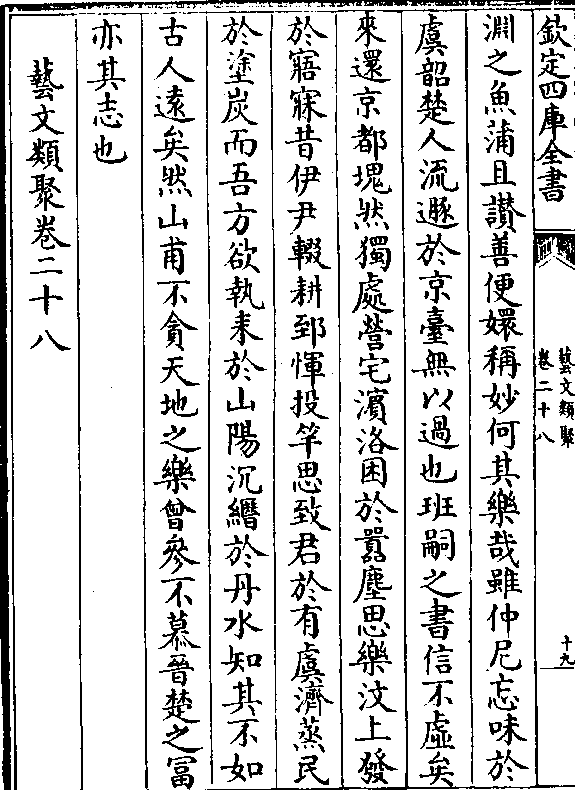 欽定四庫全書
藝文類聚
卷二十八
十九
淵之魚蒲且讃善便嬛稱妙何其樂哉雖仲尼忘味於
虞韶楚人流遯於京臺無以過也班嗣之書信不虛矣
來還京都塊然獨處營宅濱洛困於囂塵思樂汶上發
於寤寐昔伊尹輟耕郅惲投竿思致君於有虞濟蒸民
於塗炭而吾方欲執耒於山陽沉緡於丹水知其不如
古人遠矣然山甫不貪天地之樂曾參不慕晉楚之富
亦其志也
藝文類聚卷二十八